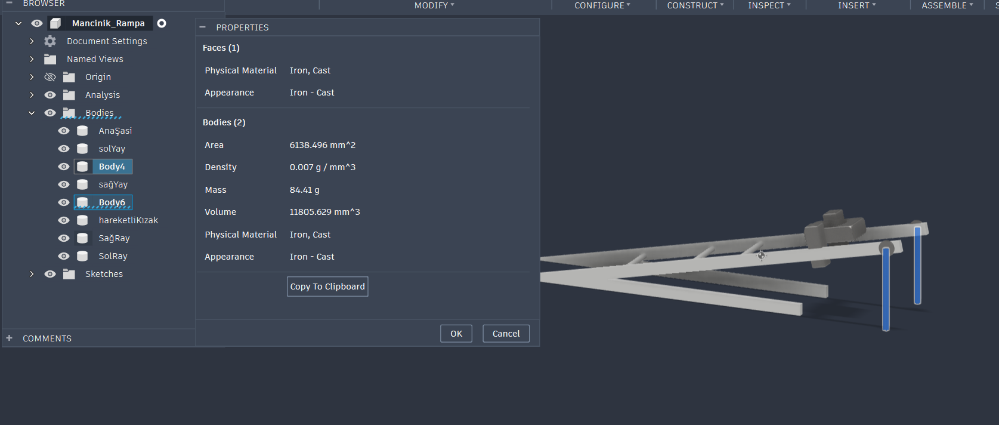 BROWSER
MODIFY
CONFIGURE
CONSTRUCT
INSPECT
INSERT
ASSEMBLE
Mancinik_Rampa
Document Settings
Named Views
Origin
Analysis
Bodies
AnaŞasi
solYay
Body4
sağYay
Body6
hareketliKızak
SağRay
SolRay
Sketches
COMMENTS
PROPERTIES
Faces (1)
Physical Material Iron, Cast
Appearance Iron - Cast
Bodies (2)
Area 6138.496 mm^2
Density 0.007 g / mm^3
Mass 84.41 g
Volume 11805.629 mm^3
Physical Material Iron, Cast
Appearance Iron - Cast
Copy To Clipboard
OK Cancel